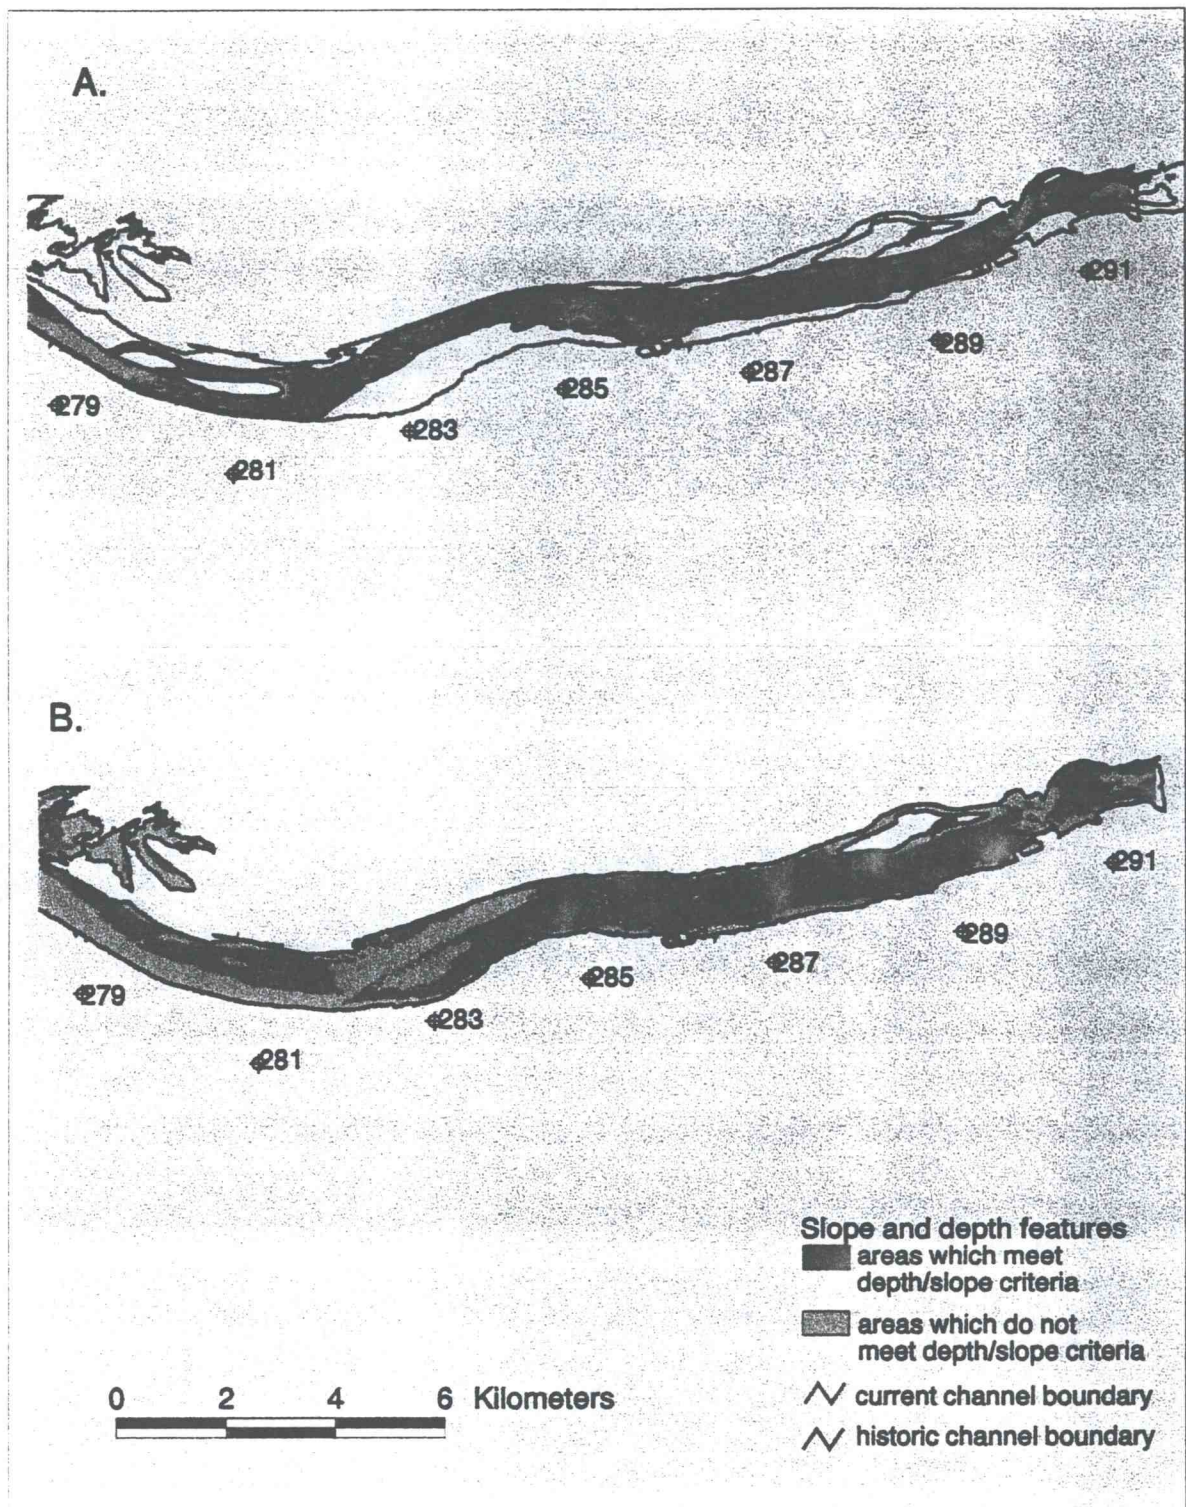 A.
291
289
287
285
279
283
281
B.
291
289
287
285
279
283
281
Slope and depth features
areas which meet
depth/slope criteria
areas which do not
meet depth/slope criteria
0 2 4 6 Kilometers
current channel boundary
historic channel boundary